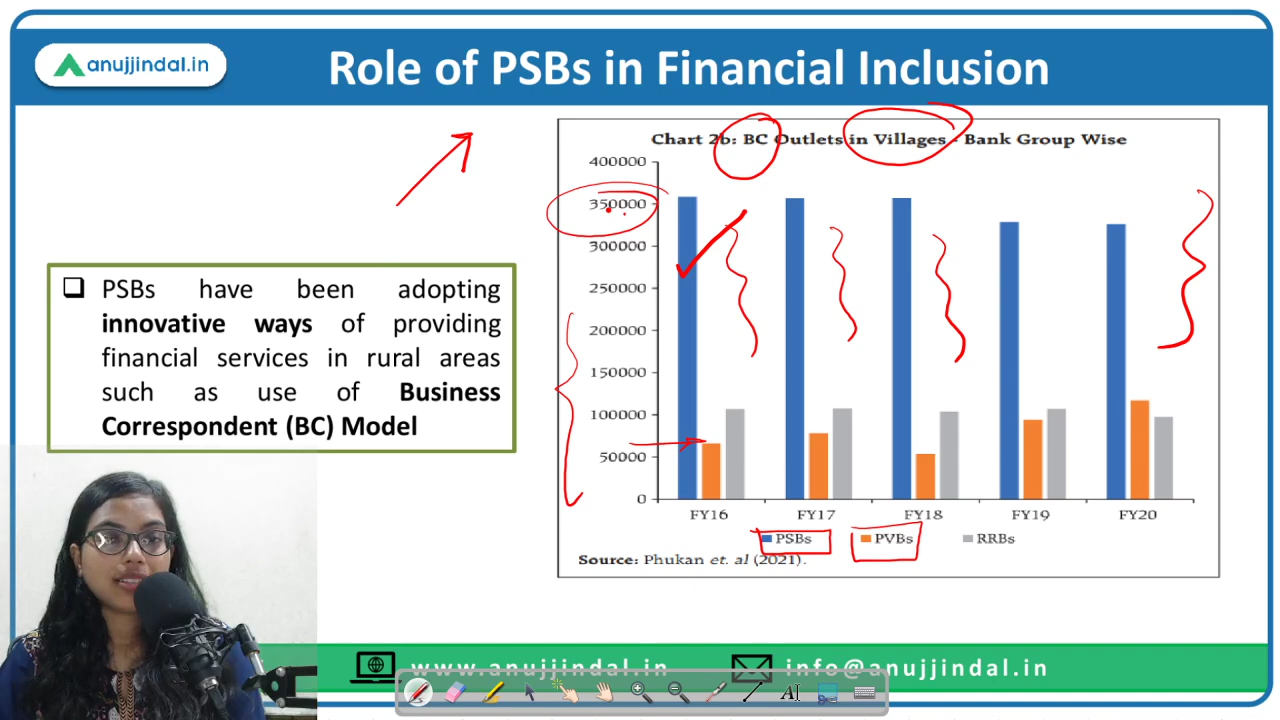 anujjindal.in
Role of PSBs in Financial Inclusion
PSBs have been adopting
innovative ways of providing
financial services in rural areas
such as use of Business
Correspondent (BC) Model
Chart 2b: BC Outlets in Villages - Bank Group Wise
400000
350000
300000
250000
200000
150000
100000
50000
0
FY16 FY17 FY18 FY19 FY20
PSBs PVBs RRBs
Source: Phukan et. al (2021).
www.anujjindal.in info@anujjindal.in
A